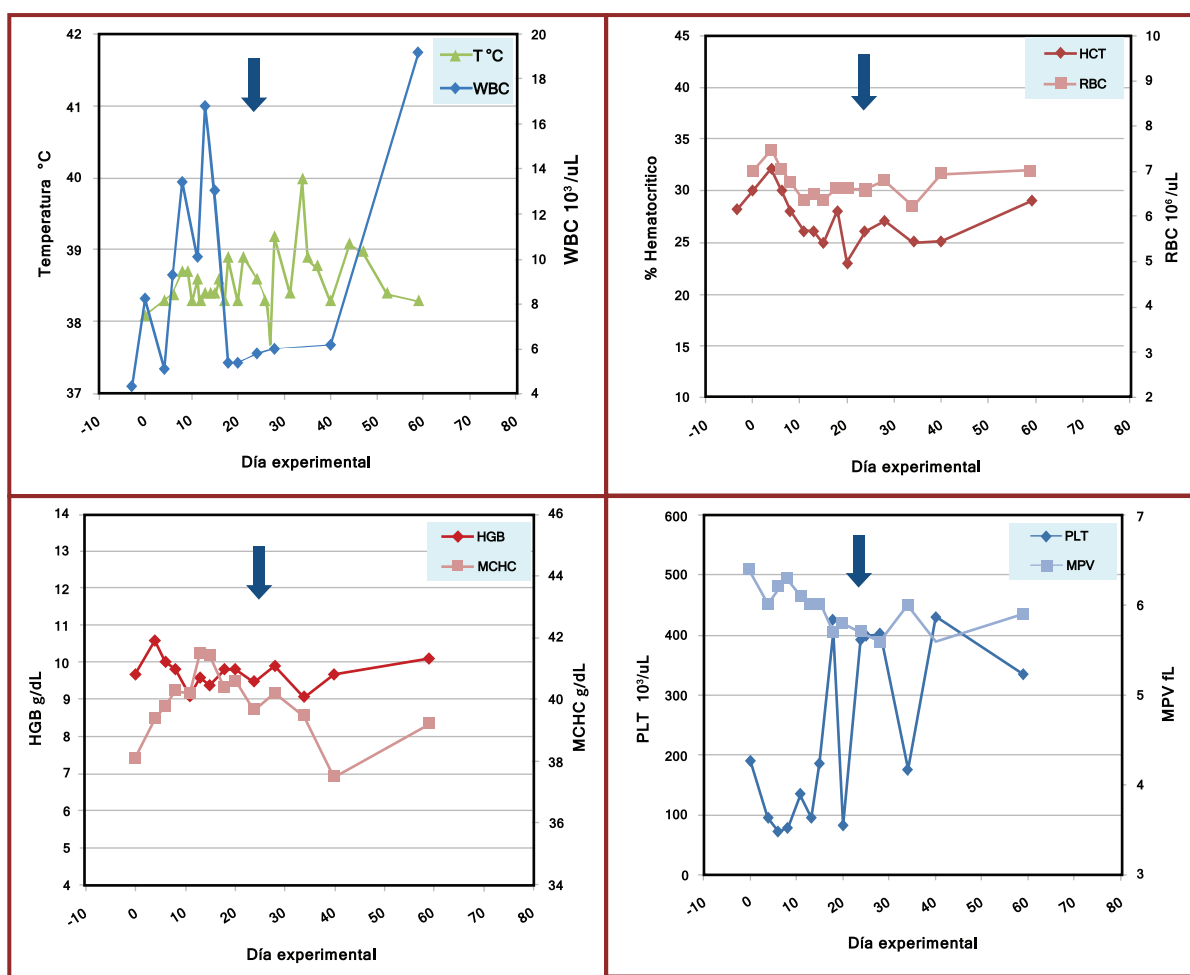 42
41
40
39
38
37
Temperatura °C
T °C
WBC
20
18
16
14
12
10
8
6
4
WBC 10³ /uL
-10 0 10 20 30 40 50 60 70 80
Día experimental
45
40
35
30
25
20
15
10
% Hematocritico
HCT
RBC
10
9
8
7
6
5
4
3
2
RBC 10⁶/uL
-10 0 10 20 30 40 50 60 70 80
Día experimental
14
13
12
11
10
9
8
7
6
5
4
HGB g/dL
HGB
MCHC
46
44
42
40
38
36
34
MCHC g/dL
-10 0 10 20 30 40 50 60 70 80
Día experimental
600
500
400
300
200
100
0
PLT 10³/uL
PLT
MPV
7
6
5
4
3
MPV fL
-10 0 10 20 30 40 50 60 70 80
Día experimental